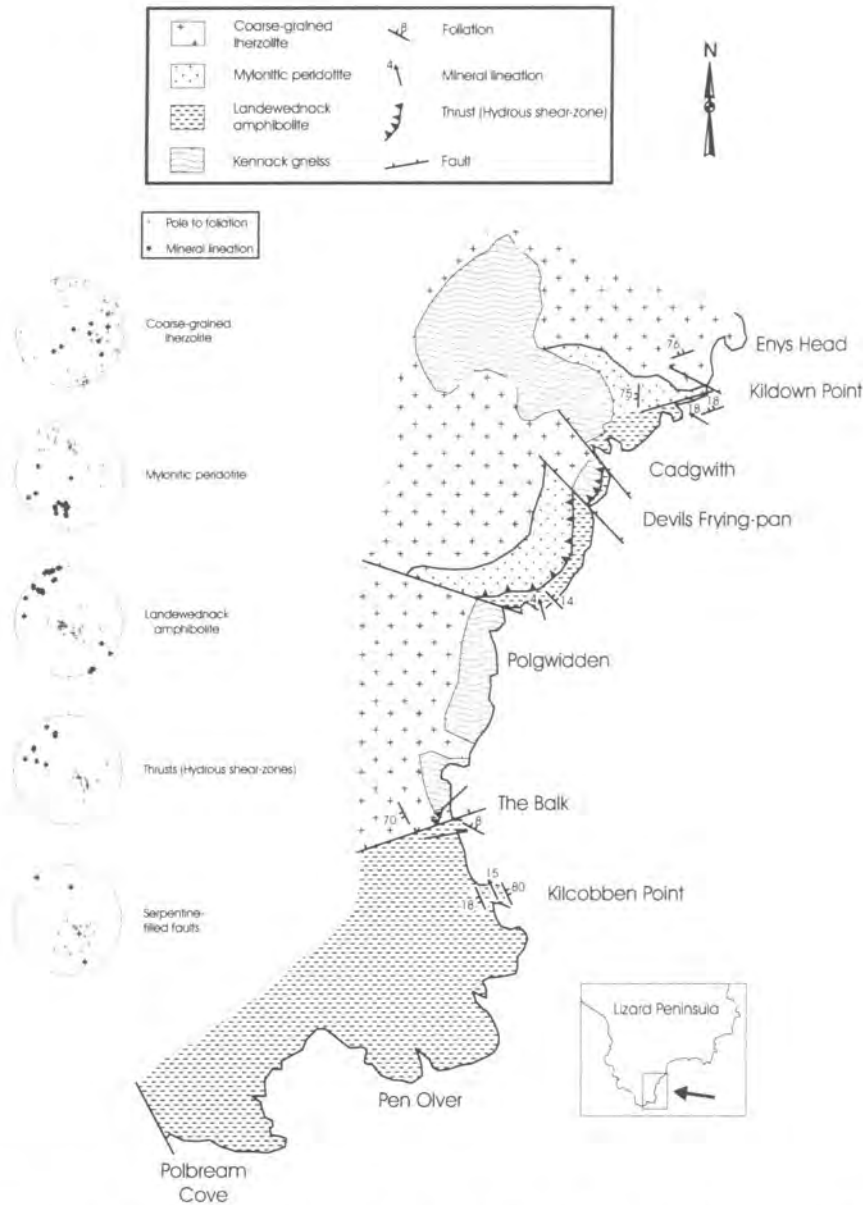 Coarse-grained
lherzolite
Mylonitic peridotite
Landewednack
amphibolite
Kennack gneiss
8
Foliation
4
Mineral lineation
Thrust (Hydrous shear-zone)
Fault
N
Pole to foliation
Mineral lineation
Coarse-grained
lherzolite
Mylonitic peridotite
Landewednack
amphibolite
Thrusts (Hydrous shear-zones)
Serpentine-
filled faults
Enys Head
76
Kildown Point
75
18
18
Cadgwith
Devils Frying-pan
4
14
Polgwidden
The Balk
70
8
15
80
18
Kilcobben Point
Lizard Peninsula
Pen Olver
Polbream
Cove